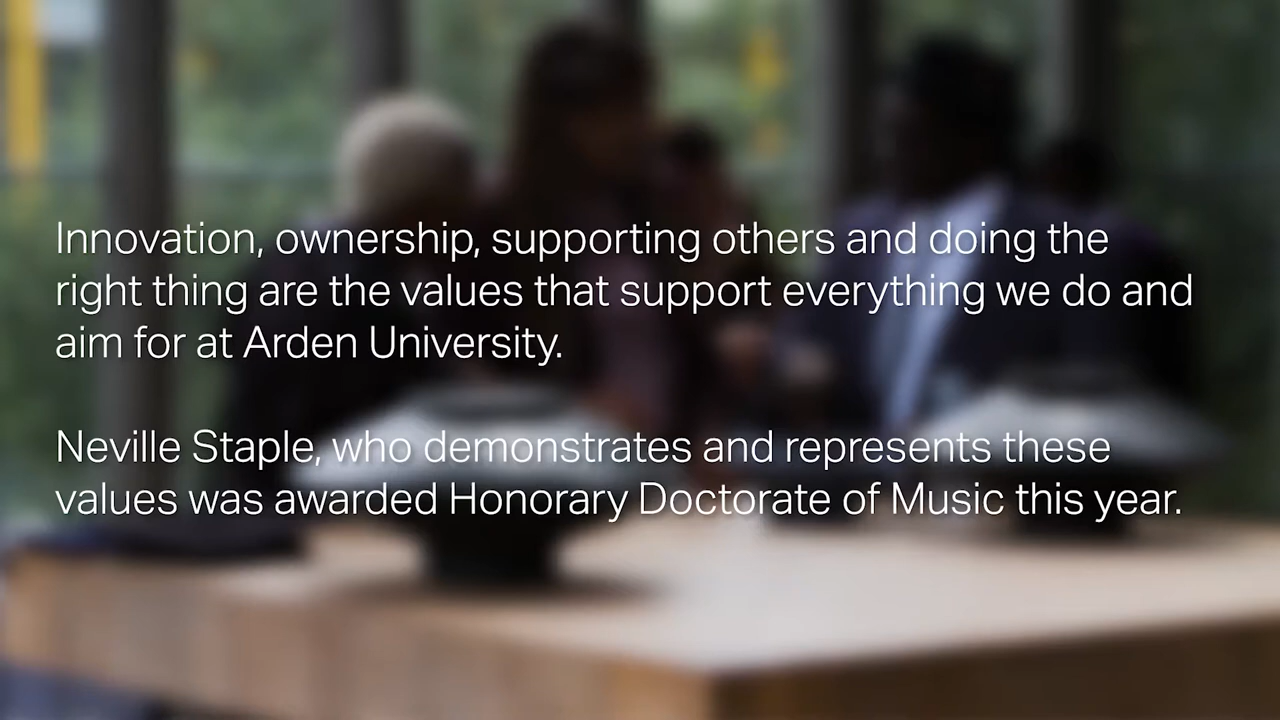 Innovation, ownership, supporting others and doing the
right thing are the values that support everything we do and
aim for at Arden University.
Neville Staple, who demonstrates and represents these
values was awarded Honorary Doctorate of Music this year.